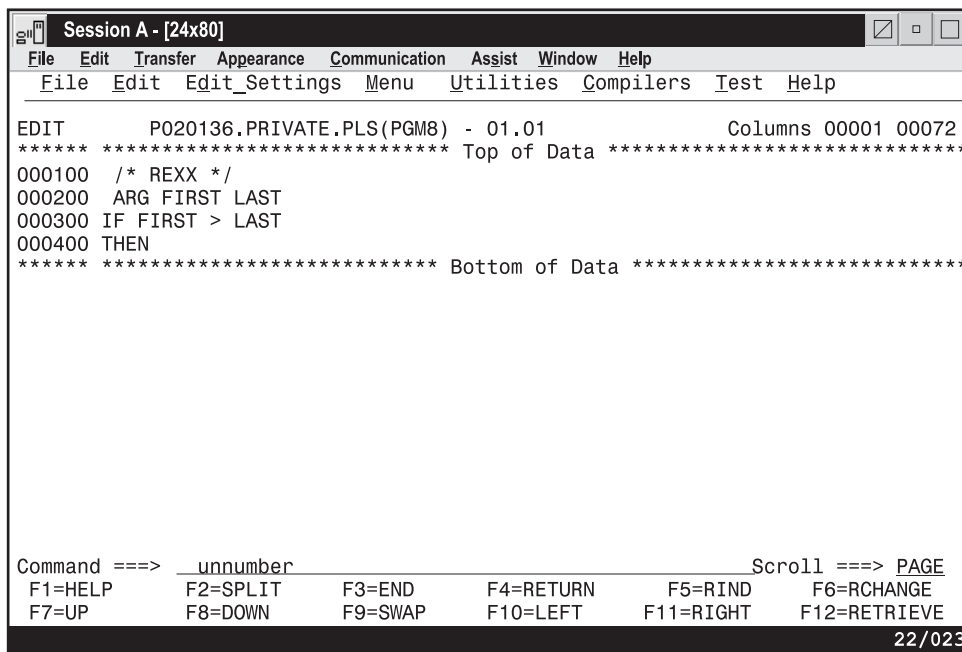 Session A - [24x80]
File Edit Transfer Appearance Communication Assist Window Help
File Edit Edit_Settings Menu Utilities Compilers Test Help
EDIT P020136.PRIVATE.PLS(PGM8) - 01.01 Columns 00001 00072
****** ***************************** Top of Data ******************************
000100 /* REXX */
000200 ARG FIRST LAST
000300 IF FIRST > LAST
000400 THEN
****** **************************** Bottom of Data ****************************
Command ===> unnumber Scroll ===> PAGE
F1=HELP F2=SPLIT F3=END F4=RETURN F5=RIND F6=RCHANGE
F7=UP F8=DOWN F9=SWAP F10=LEFT F11=RIGHT F12=RETRIEVE
22/023